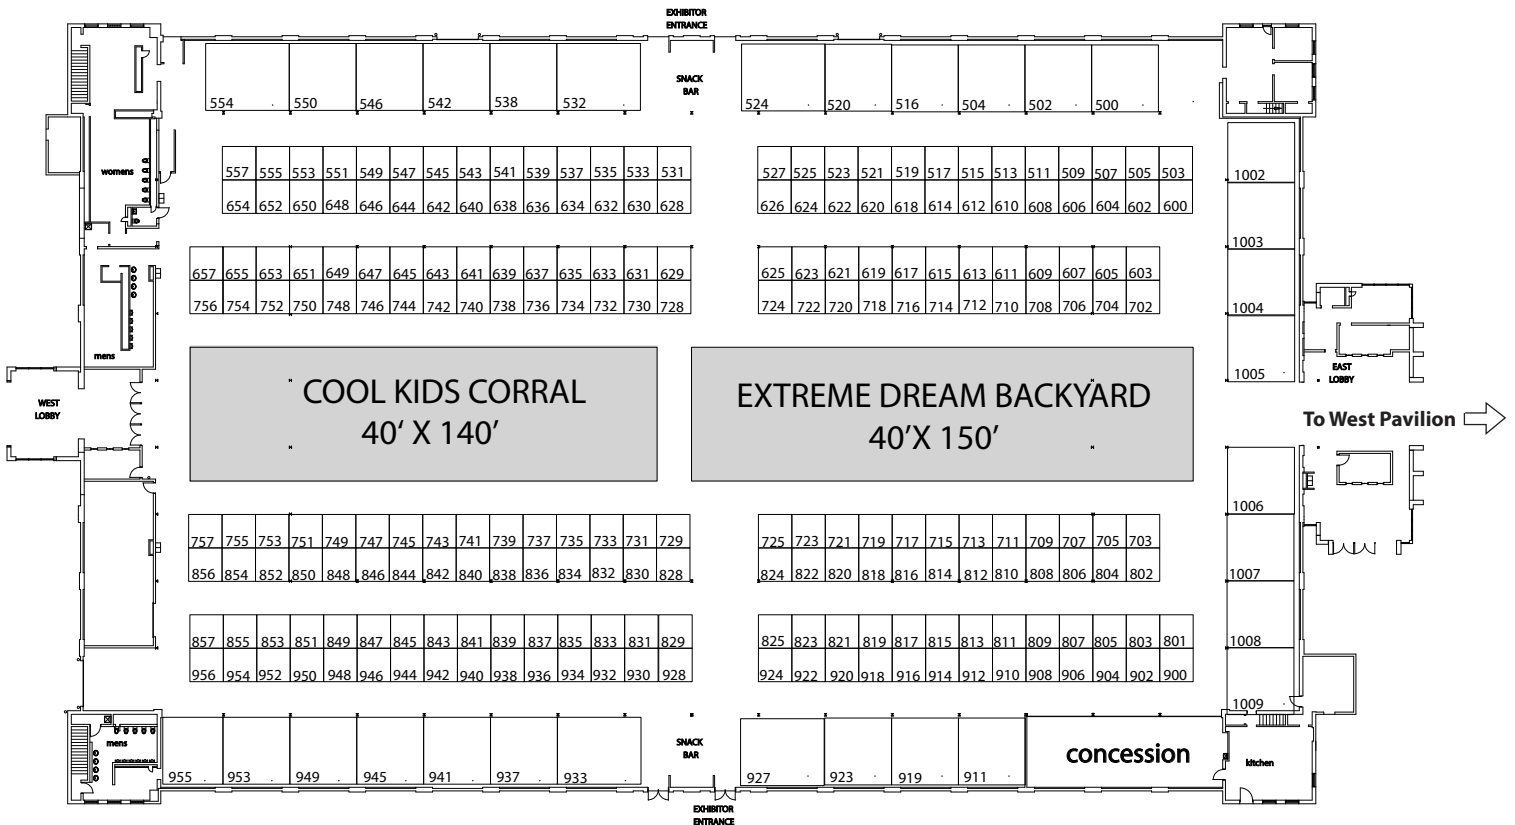 EXHIBITOR
ENTRANCE
SNACK
BAR
554 550 546 542 538 532
524 520 516 504 502 500
womens
557 555 553 551 549 547 545 543 541 539 537 535 533 531
527 525 523 521 519 517 515 513 511 509 507 505 503
1002
654 652 650 648 646 644 642 640 638 636 634 632 630 628
626 624 622 620 618 614 612 610 608 606 604 602 600
1003
657 655 653 651 649 647 645 643 641 639 637 635 633 631 629
625 623 621 619 617 615 613 611 609 607 605 603
756 754 752 750 748 746 744 742 740 738 736 734 732 730 728
724 722 720 718 716 714 712 710 708 706 704 702
1004
mens
1005
EAST
LOBBY
WEST
LOBBY
COOL KIDS CORRAL
40' X 140'
EXTREME DREAM BACKYARD
40'X 150'
To West Pavilion
1006
757 755 753 751 749 747 745 743 741 739 737 735 733 731 729
725 723 721 719 717 715 713 711 709 707 705 703
856 854 852 850 848 846 844 842 840 838 836 834 832 830 828
824 822 820 818 816 814 812 810 808 806 804 802
1007
857 855 853 851 849 847 845 843 841 839 837 835 833 831 829
825 823 821 819 817 815 813 811 809 807 805 803 801
1008
956 954 952 950 948 946 944 942 940 938 936 934 932 930 928
924 922 920 918 916 914 912 910 908 906 904 902 900
1009
mens
SNACK
BAR
concession
kitchen
955 953 949 945 941 937 933
927 923 919 911
EXHIBITOR
ENTRANCE